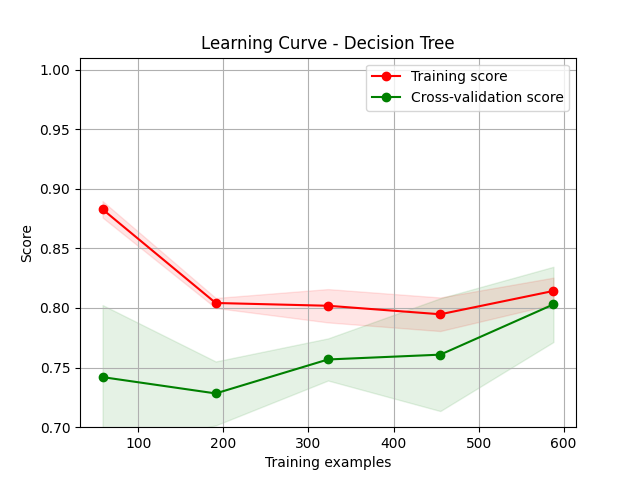 Learning Curve - Decision Tree
1.00
0.95
0.90
0.85
0.80
0.75
0.70
Score
Training score
Cross-validation score
100
200
300
400
500
600
Training examples